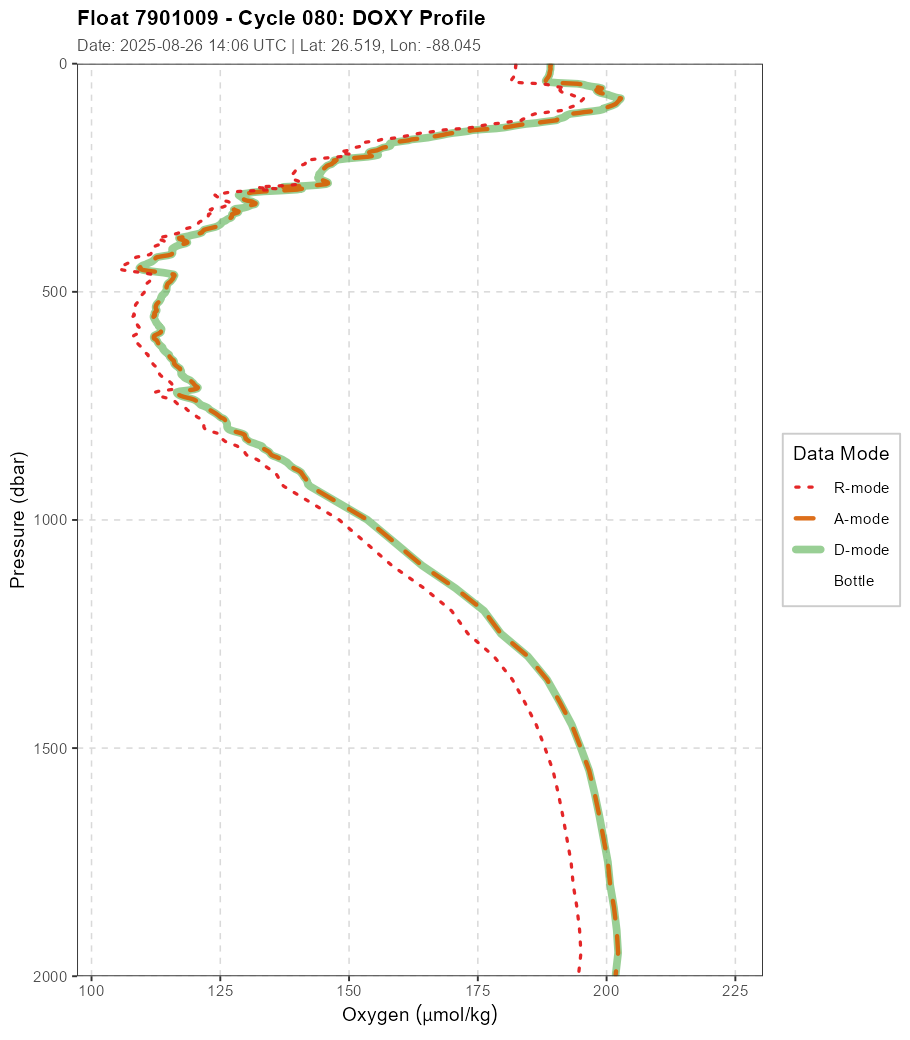 Float 7901009 - Cycle 080: DOXY Profile
Date: 2025-08-26 14:06 UTC | Lat: 26.519, Lon: -88.045
0
500
1000
1500
2000
Pressure (dbar)
100 125 150 175 200 225
Oxygen (μmol/kg)
Data Mode
R-mode
A-mode
D-mode
Bottle